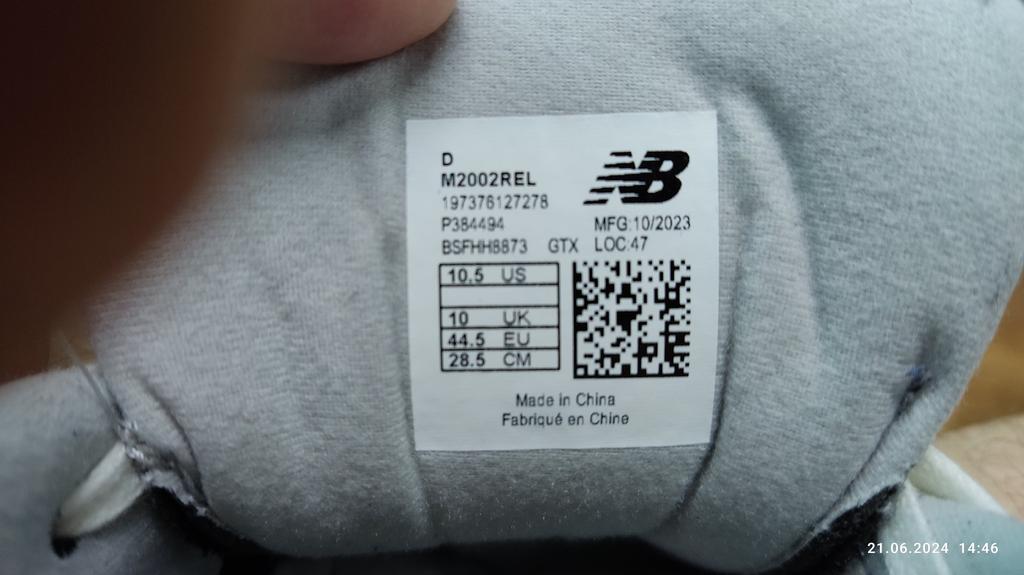 D
M2002REL
197376127278
P384494
BSFHH8873 GTX
NB
MFG:10/2023
LOC:47
10.5 US
10 UK
44.5 EU
28.5 CM
Made in China
Fabriqué en Chine
21.06.2024 14:46